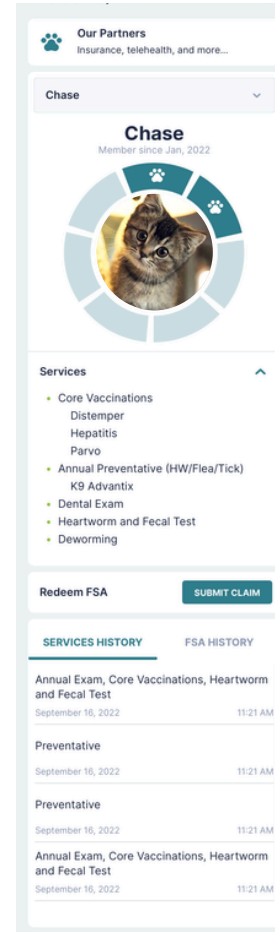 Our Partners
Insurance, telehealth, and more...
Chase
Chase
Member since Jan, 2022
Services
Core Vaccinations
Distemper
Hepatitis
Parvo
Annual Preventative (HW/Flea/Tick)
K9 Advantix
Dental Exam
Heartworm and Fecal Test
Deworming
Redeem FSA
SUBMIT CLAIM
SERVICES HISTORY
FSA HISTORY
Annual Exam, Core Vaccinations, Heartworm
and Fecal Test
September 16, 2022
11:21 AM
Preventative
September 16, 2022
11:21 AM
Preventative
September 16, 2022
11:21 AM
Annual Exam, Core Vaccinations, Heartworm
and Fecal Test
September 16, 2022
11:21 AM